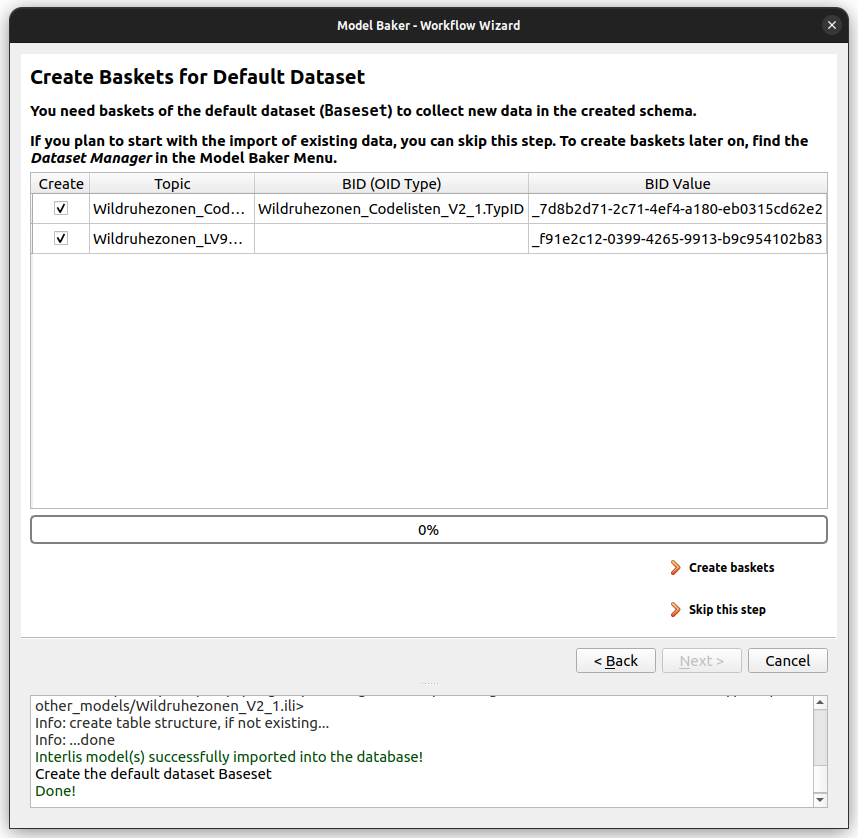 Model Baker - Workflow Wizard
Create Baskets for Default Dataset
You need baskets of the default dataset (Baseset) to collect new data in the created schema.
If you plan to start with the import of existing data, you can skip this step. To create baskets later on, find the
Dataset Manager in the Model Baker Menu.
Create Topic BID (OID Type) BID Value
Wildruhezonen_Cod... Wildruhezonen_Codelisten_V2_1.TypID _7d8b2d71-2c71-4ef4-a180-eb0315cd62e2
Wildruhezonen_LV9... _f91e2c12-0399-4265-9913-b9c954102b83
0%
Create baskets
Skip this step
< Back Next > Cancel
other_models/Wildruhezonen_V2_1.ili>
Info: create table structure, if not existing...
Info: ...done
Interlis model(s) successfully imported into the database!
Create the default dataset Baseset
Done!